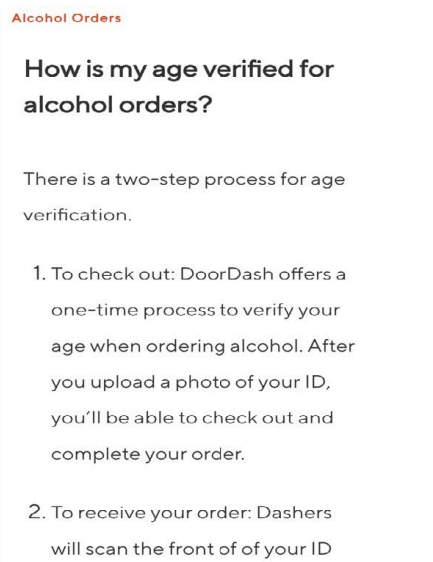 Alcohol Orders
How is my age verified for
alcohol orders?
There is a two-step process for age
verification.
1. To check out: DoorDash offers a
one-time process to verify your
age when ordering alcohol. After
you upload a photo of your ID,
you'll be able to check out and
complete your order.
2. To receive your order: Dashers
will scan the front of of your ID